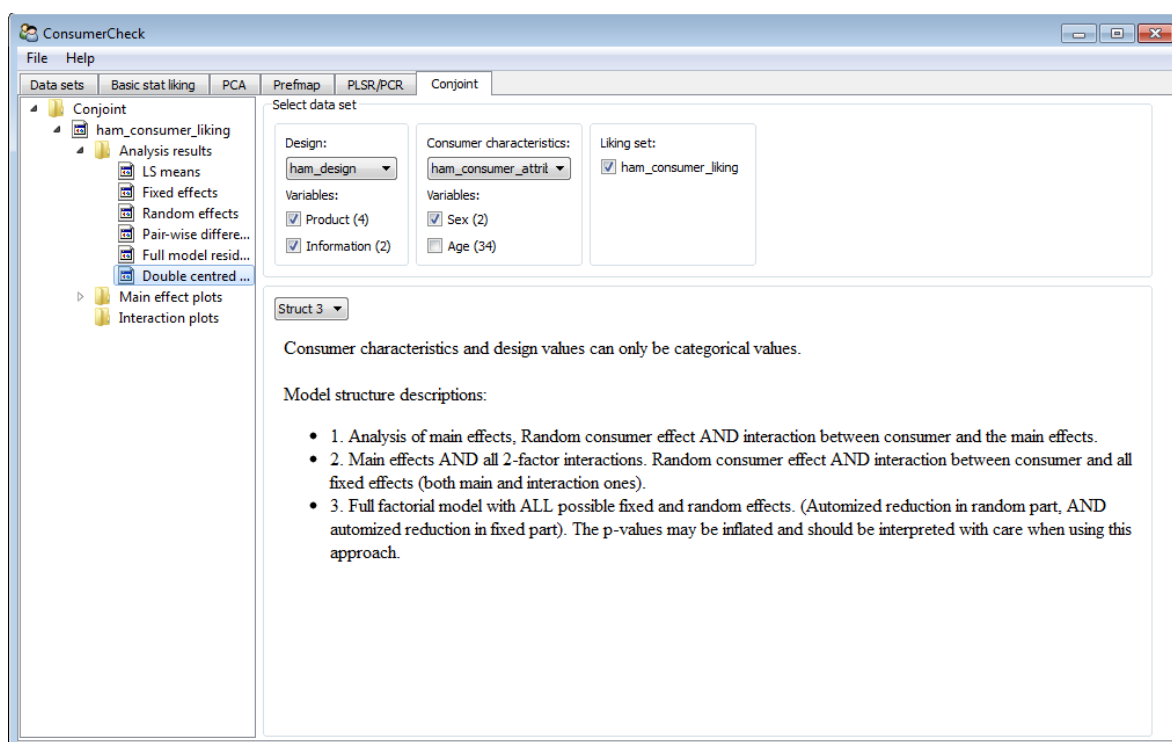 ConsumerCheck
File Help
Data sets Basic stat liking PCA Prefmap PLSR/PCR Conjoint
Conjoint
ham_consumer_liking
Analysis results
LS means
Fixed effects
Random effects
Pair-wise differe...
Full model resid...
Double centred ...
Main effect plots
Interaction plots
Select data set
Design:
ham_design
Variables:
Product (4)
Information (2)
Consumer characteristics:
ham_consumer_attril
Variables:
Sex (2)
Age (34)
Liking set:
ham_consumer_liking
Struct 3
Consumer characteristics and design values can only be categorical values.
Model structure descriptions:
• 1. Analysis of main effects, Random consumer effect AND interaction between consumer and the main effects.
• 2. Main effects AND all 2-factor interactions. Random consumer effect AND interaction between consumer and all
fixed effects (both main and interaction ones).
• 3. Full factorial model with ALL possible fixed and random effects. (Automized reduction in random part, AND
automized reduction in fixed part). The p-values may be inflated and should be interpreted with care when using this
approach.